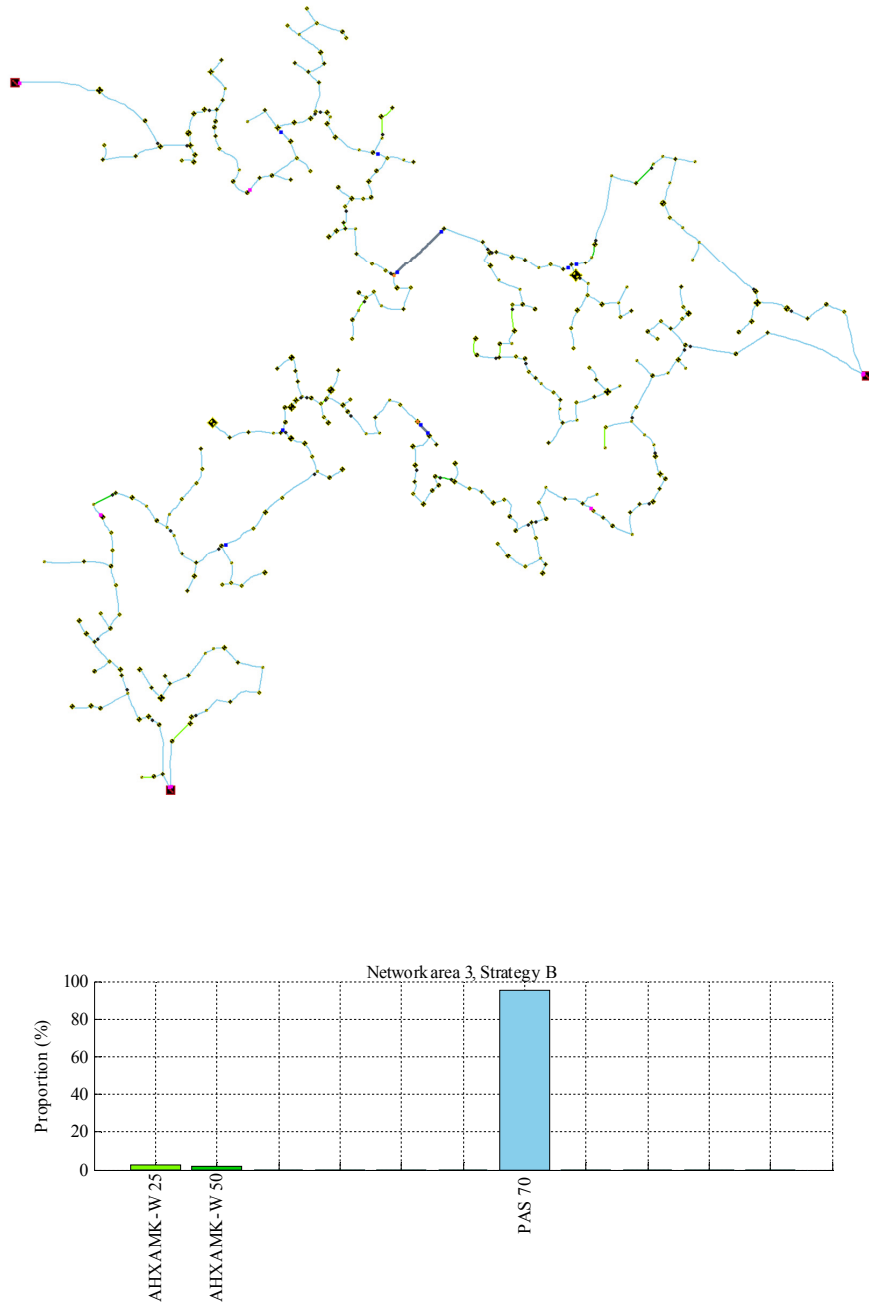 Network area 3, Strategy B
Proportion (%)
100
80
60
40
20
0
AHXAMK-W 25
AHXAMK-W 50
PAS 70